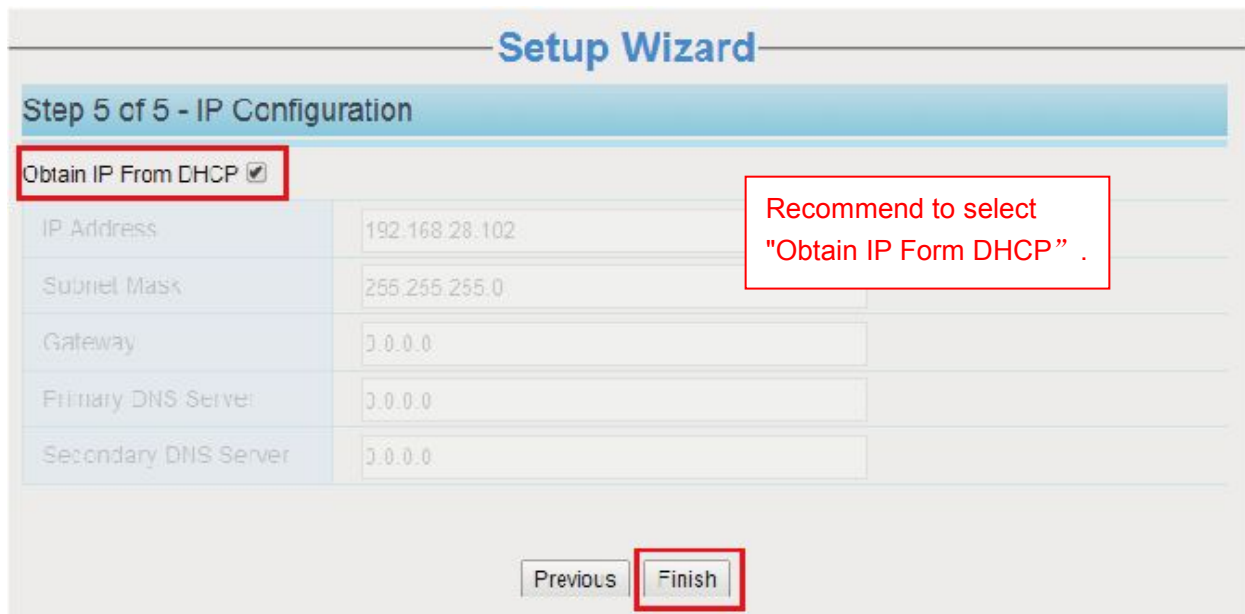 Setup Wizard
Step 5 of 5 - IP Configuration
Obtain IP From DHCP
Recommend to select
"Obtain IP Form DHCP” .
IP Address 192.168.28.102
Subnet Mask 255.255.255.0
Gateway 0.0.0.0
Primary DNS Server 0.0.0.0
Secondary DNS Server 0.0.0.0
Previous Finish